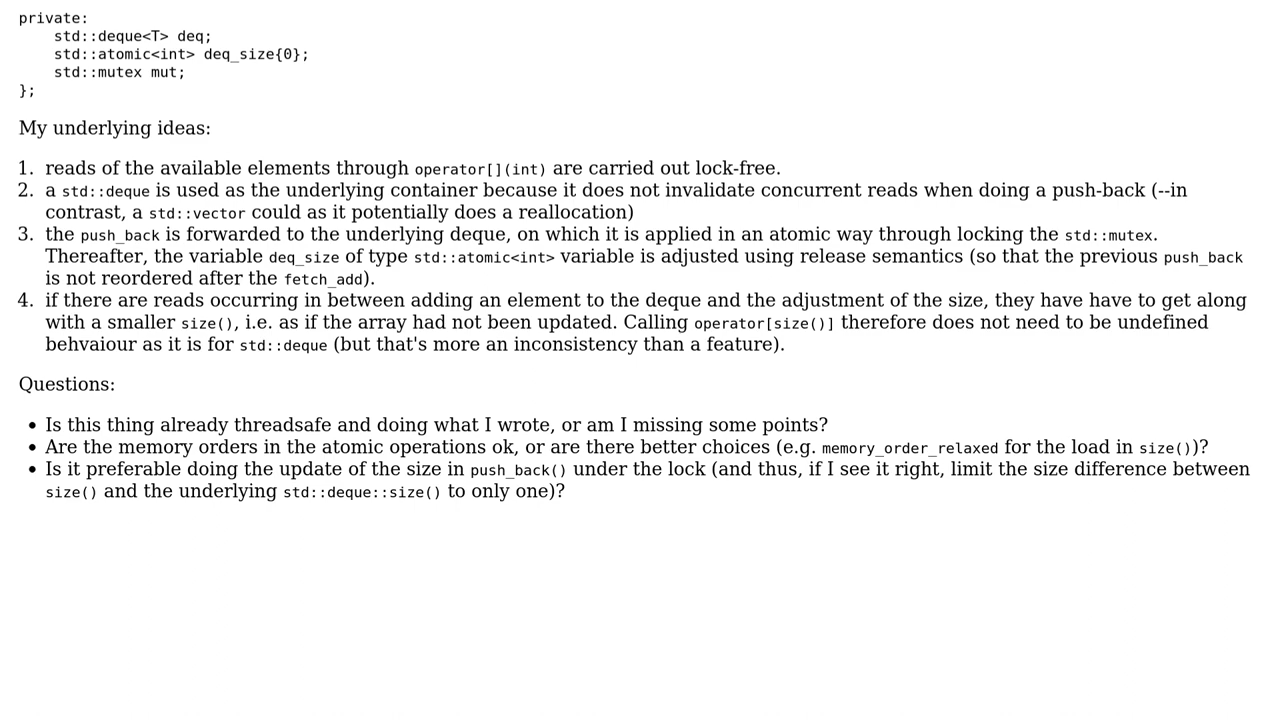 private:
    std::deque<T> deq;
    std::atomic<int> deq_size{0};
    std::mutex mut;
};
My underlying ideas:
1. reads of the available elements through operator[](int) are carried out lock-free.
2. a std::deque is used as the underlying container because it does not invalidate concurrent reads when doing a push-back (--in
contrast, a std::vector could as it potentially does a reallocation)
3. the push_back is forwarded to the underlying deque, on which it is applied in an atomic way through locking the std::mutex.
Thereafter, the variable deq_size of type std::atomic<int> variable is adjusted using release semantics (so that the previous push_back
is not reordered after the fetch_add).
4. if there are reads occurring in between adding an element to the deque and the adjustment of the size, they have have to get along
with a smaller size(), i.e. as if the array had not been updated. Calling operator[size()] therefore does not need to be undefined
behvaiour as it is for std::deque (but that's more an inconsistency than a feature).
Questions:
• Is this thing already threadsafe and doing what I wrote, or am I missing some points?
• Are the memory orders in the atomic operations ok, or are there better choices (e.g. memory_order_relaxed for the load in size())?
• Is it preferable doing the update of the size in push_back() under the lock (and thus, if I see it right, limit the size difference between
size() and the underlying std::deque::size() to only one)?